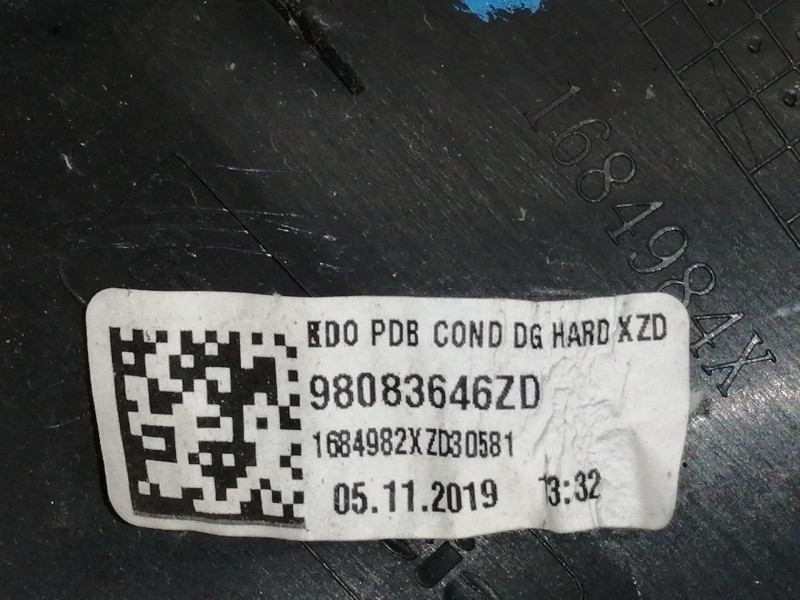 1684984X
EDO PDB COND DG HARD XZD
98083646ZD
1684982XZD30581
05.11.2019 13:32